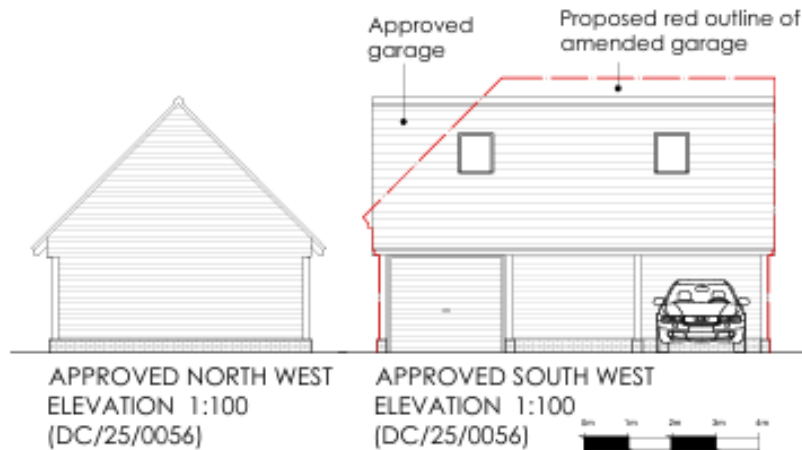 Approved
garage
Proposed red outline of
amended garage
APPROVED NORTH WEST
ELEVATION 1:100
(DC/25/0056)
APPROVED SOUTH WEST
ELEVATION 1:100
(DC/25/0056)
0m 1m 2m 3m 4m